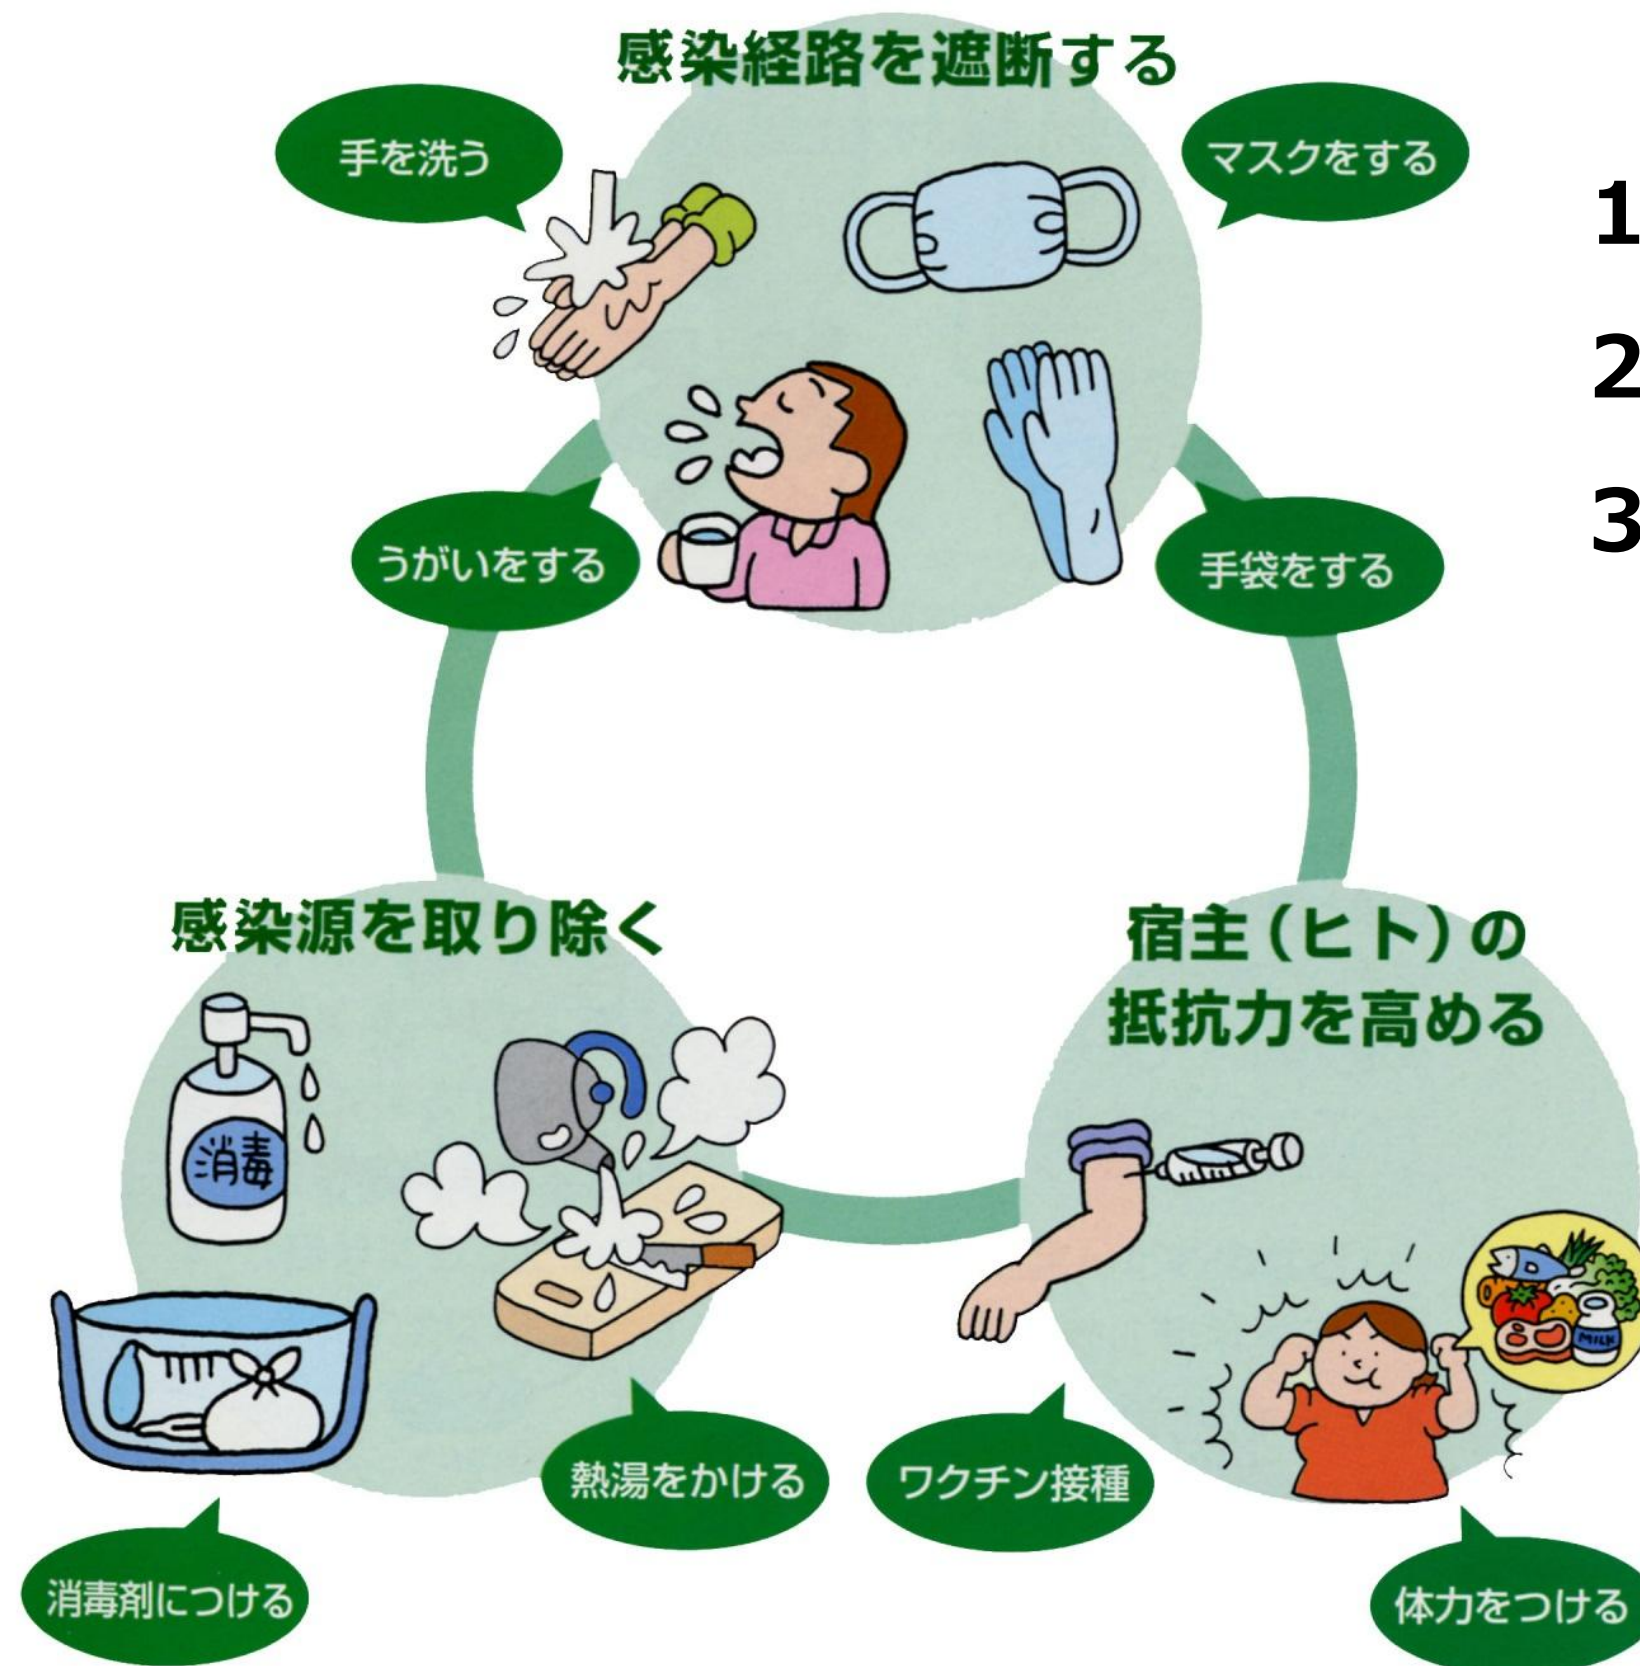 感染経路を遮断する
手を洗う
マスクをする
1
2
3
うがいをする
手袋をする
感染源を取り除く
宿主(ヒト)の
抵抗力を高める
消毒
MILK
熱湯をかける
ワクチン接種
消毒剤につける
体力をつける